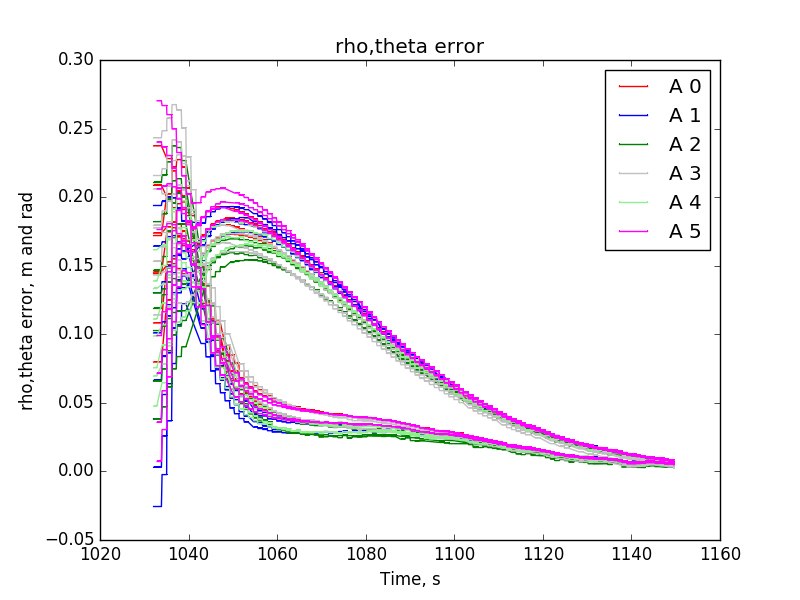 rho,theta error
0.30
0.25
0.20
0.15
0.10
0.05
0.00
−0.05
rho,theta error, m and rad
A 0
A 1
A 2
A 3
A 4
A 5
1020 1040 1060 1080 1100 1120 1140 1160
Time, s